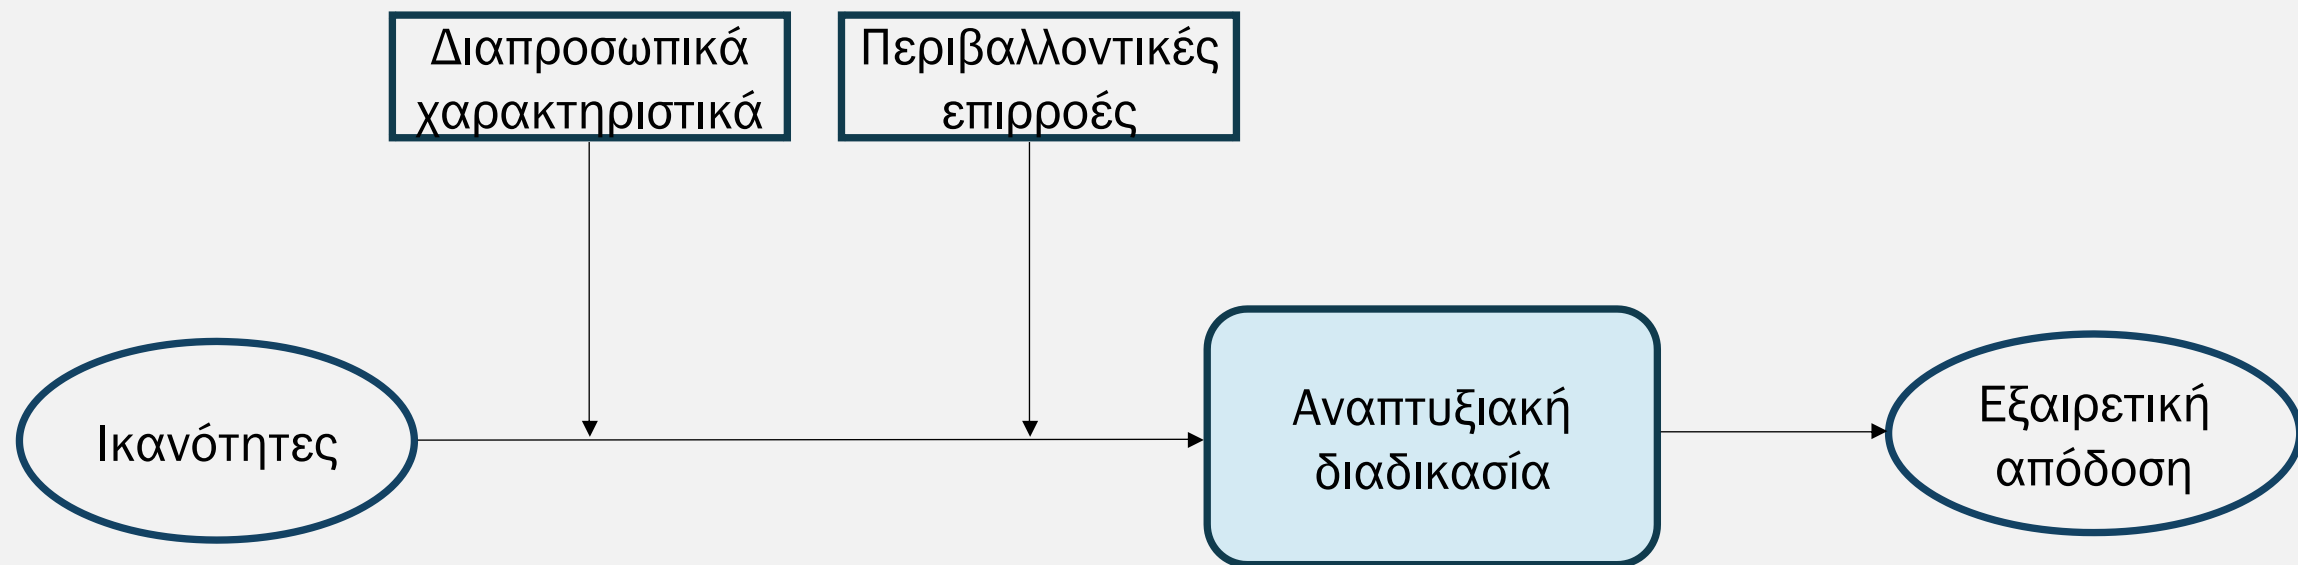 Διαπροσωπικά
χαρακτηριστικά
Περιβαλλοντικές
επιρροές
Ικανότητες
Αναπτυξιακή
διαδικασία
Εξαιρετική
απόδοση